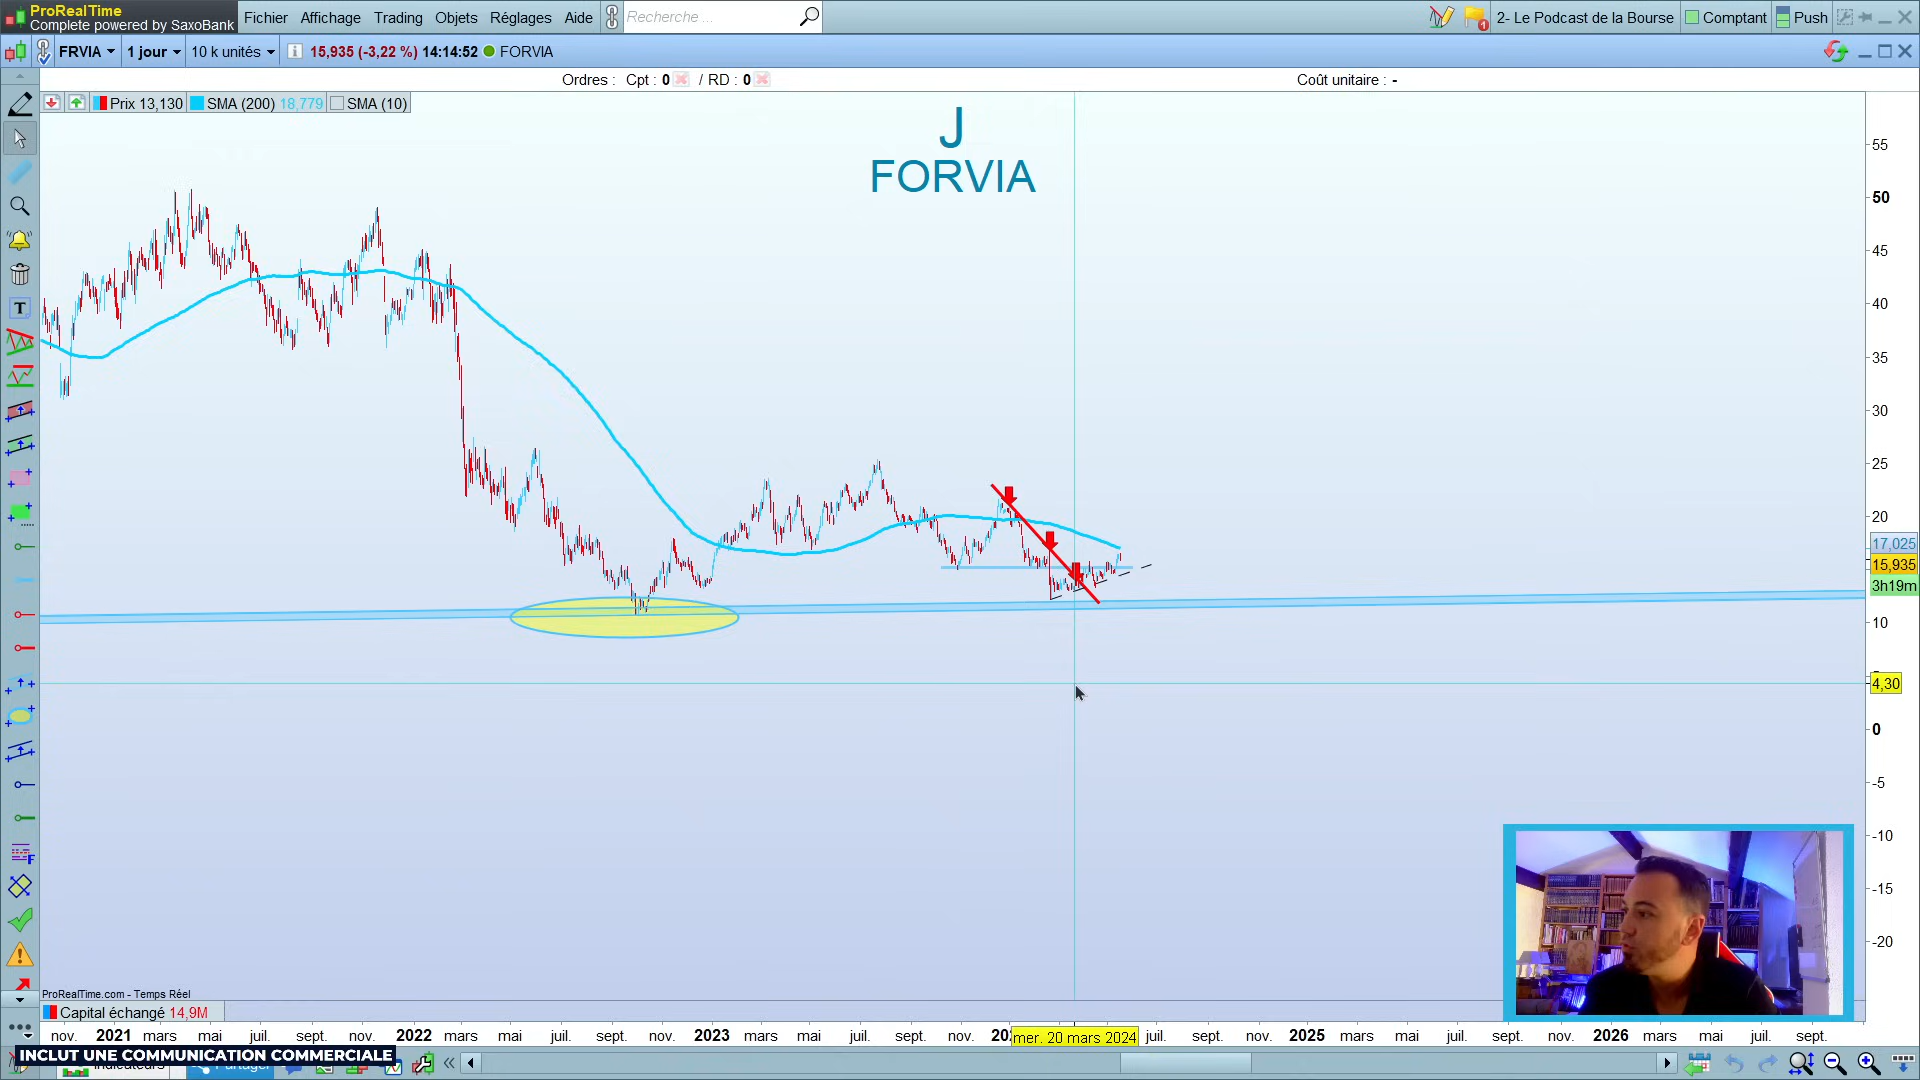 ProRealTime
Complete powered by SaxoBank
Fichier Affichage Trading Objets Réglages Aide Recherche ... 1 2- Le Podcast de la Bourse Comptant Push
FRVIA 1 jour 10 k unités 15,935 (-3,22 %) 14:14:52 FORVIA
Ordres : Cpt : 0 / RD : 0 Coût unitaire : -
Prix 13,130 SMA (200) 18,779 SMA (10)
J
FORVIA
55
50
45
40
35
30
25
20
17,025
15,935
3h19m
10
4,30
0
-5
-10
-15
-20
T
F
ProRealTime.com - Temps Réel
Capital échangé 14,9M
nov. 2021 mars mai juil. sept. nov. 2022 mars mai juil. sept. nov. 2023 mars mai juil. sept. nov. mer. 20 mars 2024 juil. sept. nov. 2025 mars mai juil. sept. nov. 2026 mars mai juil. sept.
INCLUT UNE COMMUNICATION COMMERCIALE